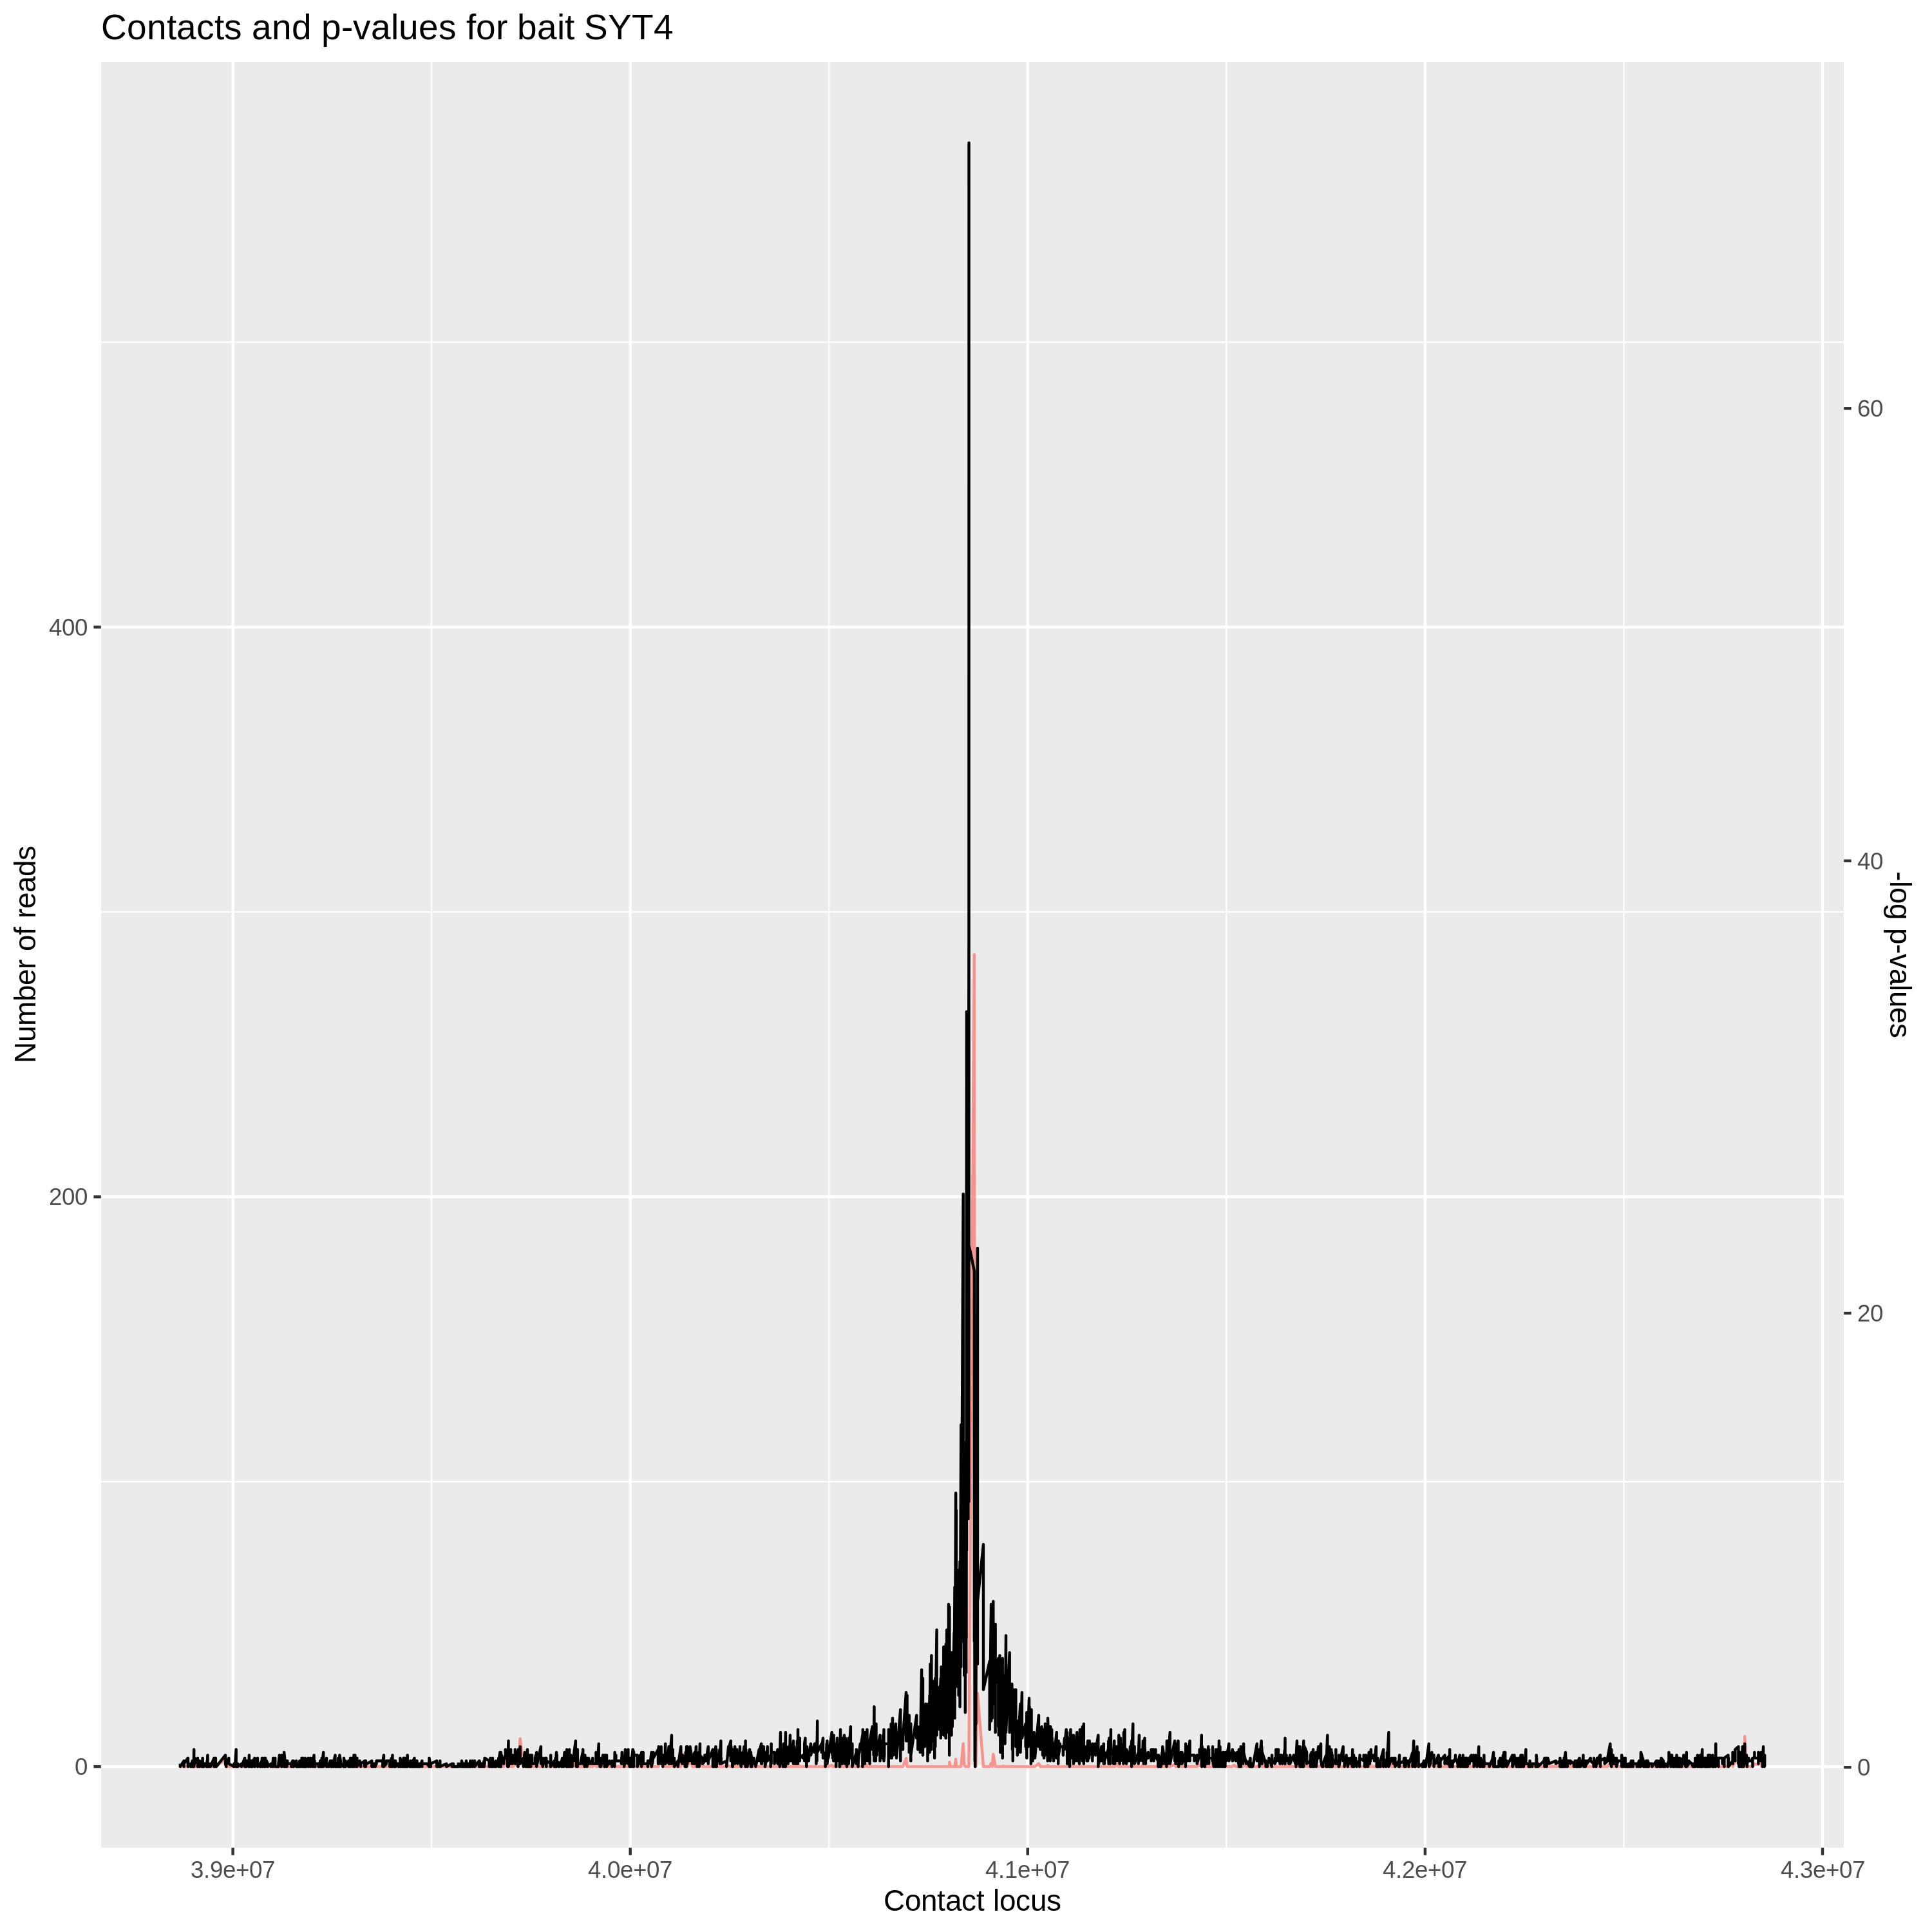 Contacts and p-values for bait SYT4
Number of reads
400
200
0
60
40
20
0
-log p-values
3.9e+07
4.0e+07
4.1e+07
4.2e+07
4.3e+07
Contact locus